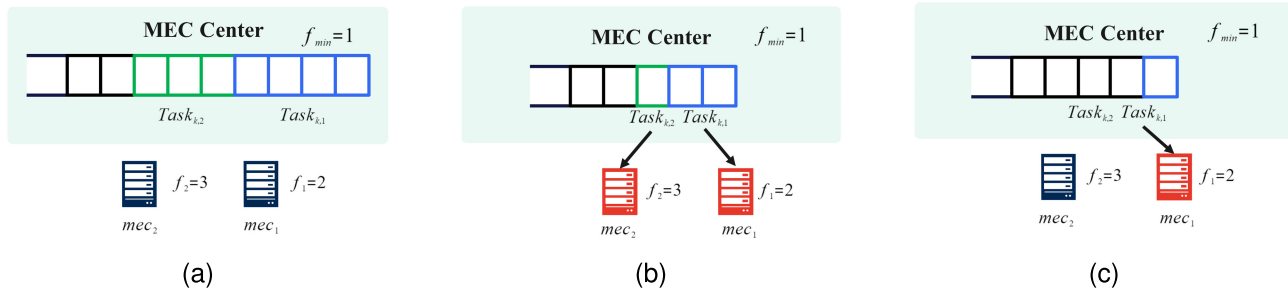 MEC Center f_min=1
Task_k,2 Task_k,1
f_2=3 f_1=2
mec_2 mec_1
(a)
MEC Center f_min=1
Task_k,2 Task_k,1
f_2=3 f_1=2
mec_2 mec_1
(b)
MEC Center f_min=1
Task_k,2 Task_k,1
f_2=3 f_1=2
mec_2 mec_1
(c)